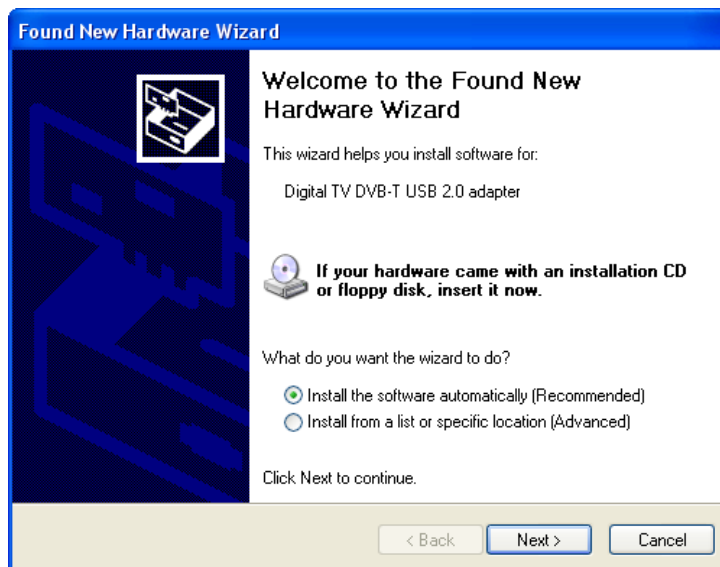 Found New Hardware Wizard
Welcome to the Found New
Hardware Wizard
This wizard helps you install software for:
Digital TV DVB-T USB 2.0 adapter
If your hardware came with an installation CD
or floppy disk, insert it now.
What do you want the wizard to do?
Install the software automatically (Recommended)
Install from a list or specific location (Advanced)
Click Next to continue.
< Back
Next >
Cancel